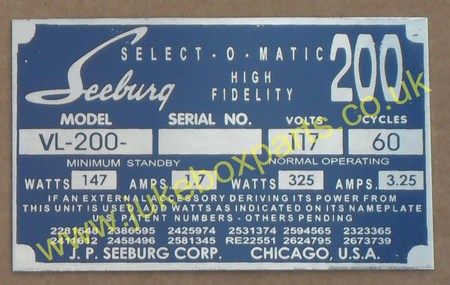 Seeburg SELECT-O-MATIC 200
HIGH
FIDELITY
MODEL SERIAL NO. VOLTS CYCLES
VL-200- 117 60
MINIMUM STANDBY NORMAL OPERATING
WATTS 147 AMPS. WATTS 325 AMPS. 3.25
IF AN EXTERNAL ACCESSORY DERIVING ITS POWER FROM
THIS UNIT IS USED, ADD WATTS AS INDICATED ON ITS NAMEPLATE
U.S. PATENT NUMBERS - OTHERS PENDING
2281548 2386595 2425974 2531374 2594565 2323365
2411642 2458496 2581345 RE22551 2624795 2673739
J. P. SEEBURG CORP. CHICAGO, U.S.A.
www.jukeboxparts.co.uk